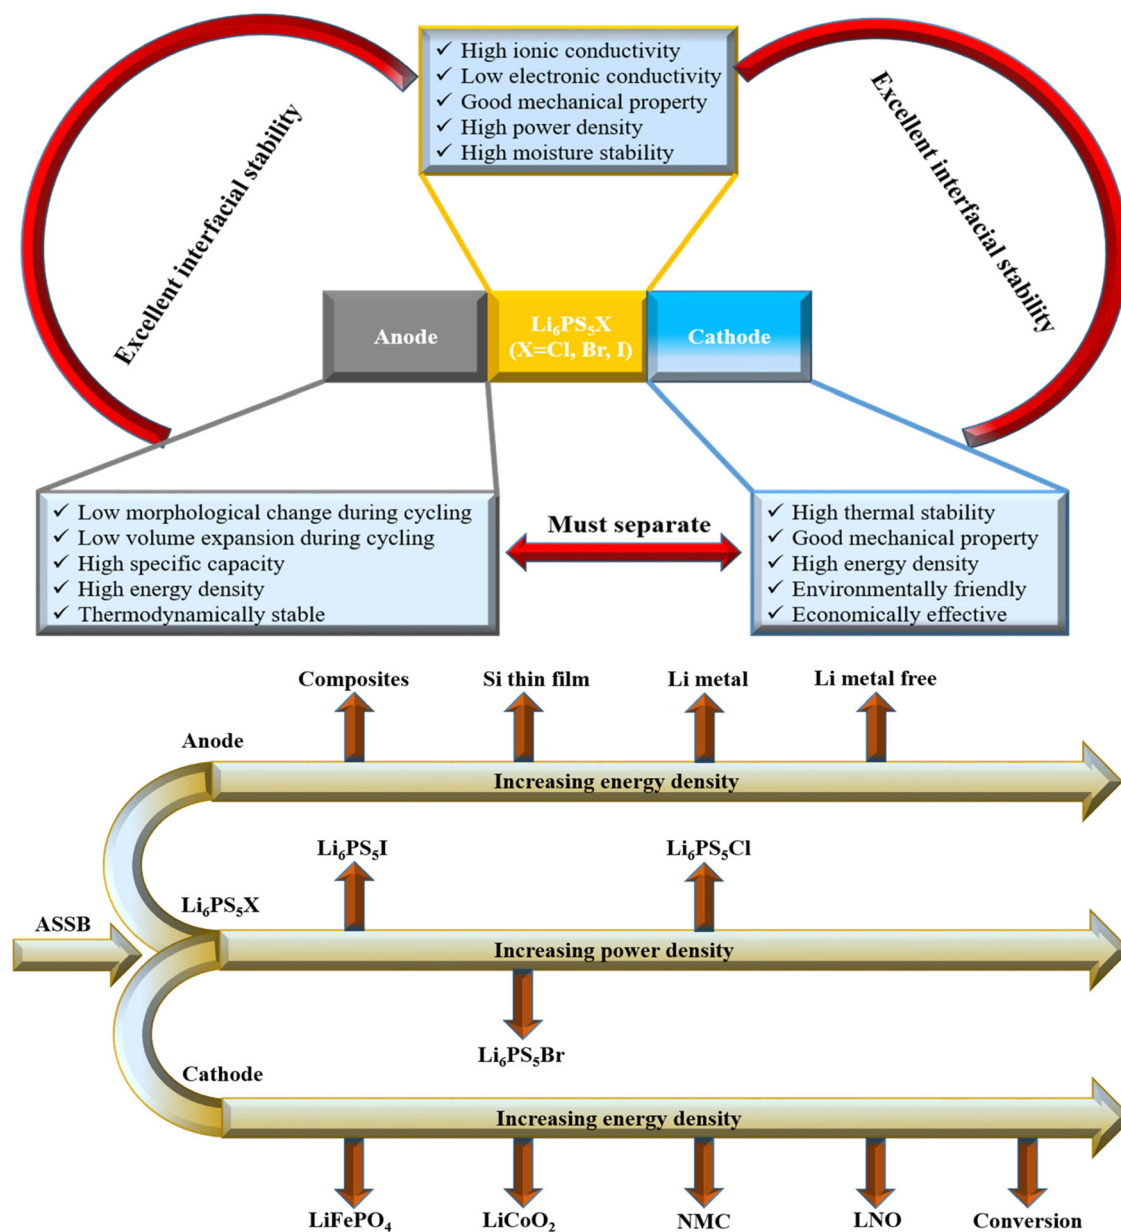 ✓ High ionic conductivity
✓ Low electronic conductivity
✓ Good mechanical property
✓ High power density
✓ High moisture stability
Excellent interfacial stability
Excellent interfacial stability
Anode
Li₆PS₅X
(X=Cl, Br, I)
Cathode
✓ Low morphological change during cycling
✓ Low volume expansion during cycling
✓ High specific capacity
✓ High energy density
✓ Thermodynamically stable
Must separate
✓ High thermal stability
✓ Good mechanical property
✓ High energy density
✓ Environmentally friendly
✓ Economically effective
Composites
Si thin film
Li metal
Li metal free
Anode
Increasing energy density
Li₆PS₅I
Li₆PS₅Cl
Li₆PS₅X
ASSB
Increasing power density
Li₆PS₅Br
Cathode
Increasing energy density
LiFePO₄
LiCoO₂
NMC
LNO
Conversion